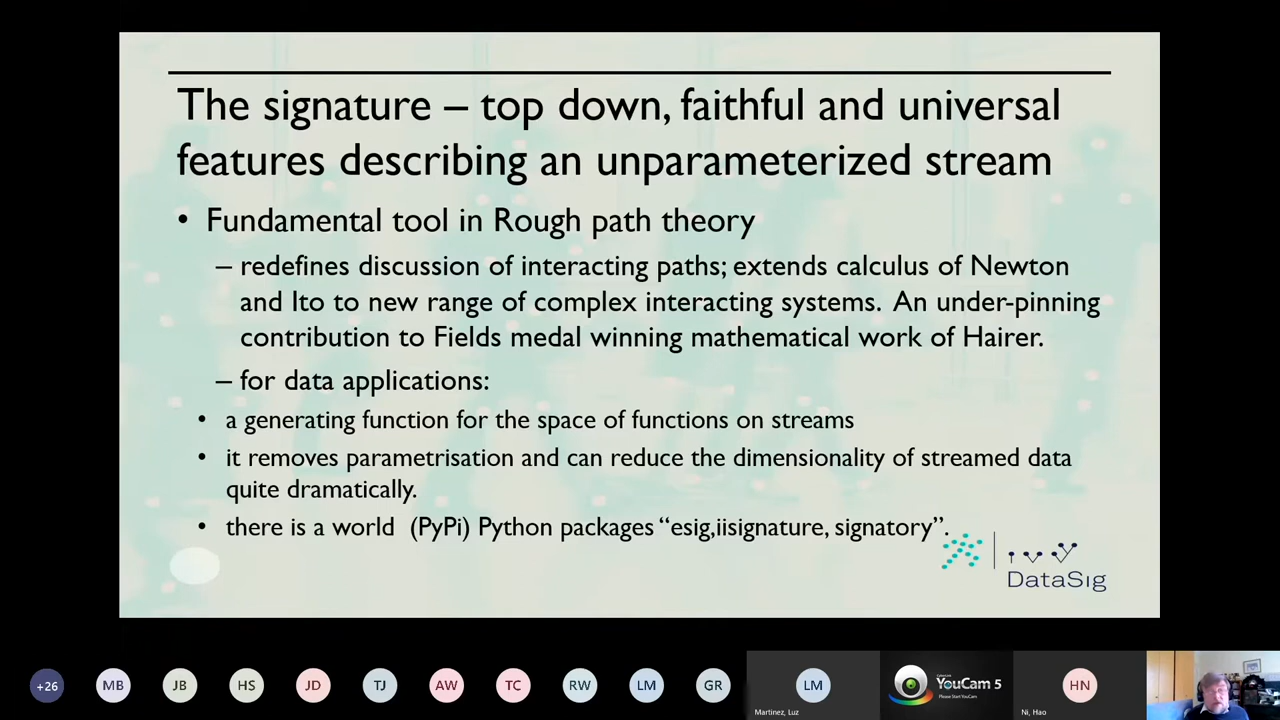 The signature – top down, faithful and universal
features describing an unparameterized stream
• Fundamental tool in Rough path theory
– redefines discussion of interacting paths; extends calculus of Newton
and Ito to new range of complex interacting systems. An under-pinning
contribution to Fields medal winning mathematical work of Hairer.
– for data applications:
• a generating function for the space of functions on streams
• it removes parametrisation and can reduce the dimensionality of streamed data
quite dramatically.
• there is a world (PyPi) Python packages “esig,iisignature, signatory”.
DataSig
+26 MB JB HS JD TJ AW TC RW LM GR LM YouCam 5 HN
Please Start YouCam
Martinez, Luz
Ni, Hao